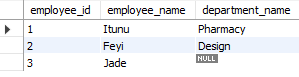 employee_id employee_name department_name
1 Itunu Pharmacy
2 Feyi Design
3 Jade NULL